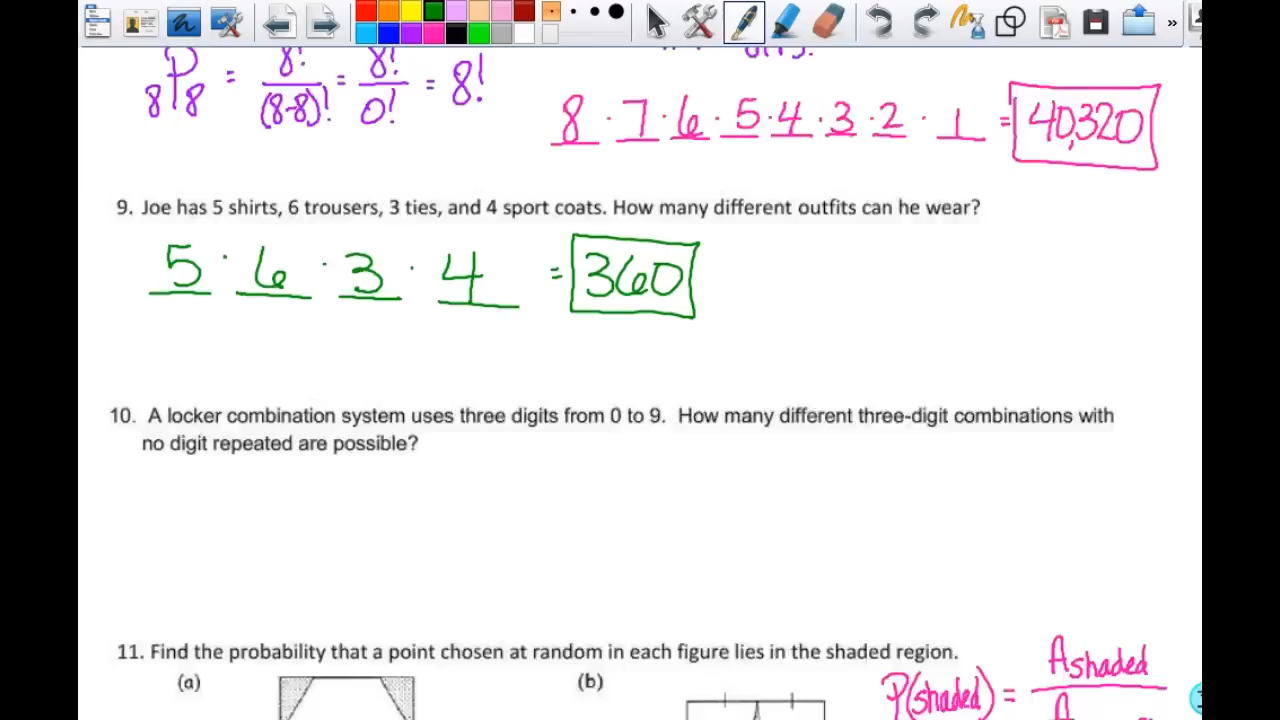 8P8 = 8!/(8-8)! = 8!/0! = 8!
8 · 7 · 6 · 5 · 4 · 3 · 2 · 1 = 40,320
9. Joe has 5 shirts, 6 trousers, 3 ties, and 4 sport coats. How many different outfits can he wear?
5 · 6 · 3 · 4 = 360
10. A locker combination system uses three digits from 0 to 9. How many different three-digit combinations with
no digit repeated are possible?
11. Find the probability that a point chosen at random in each figure lies in the shaded region.
(a)
(b)
P(shaded) = A shaded